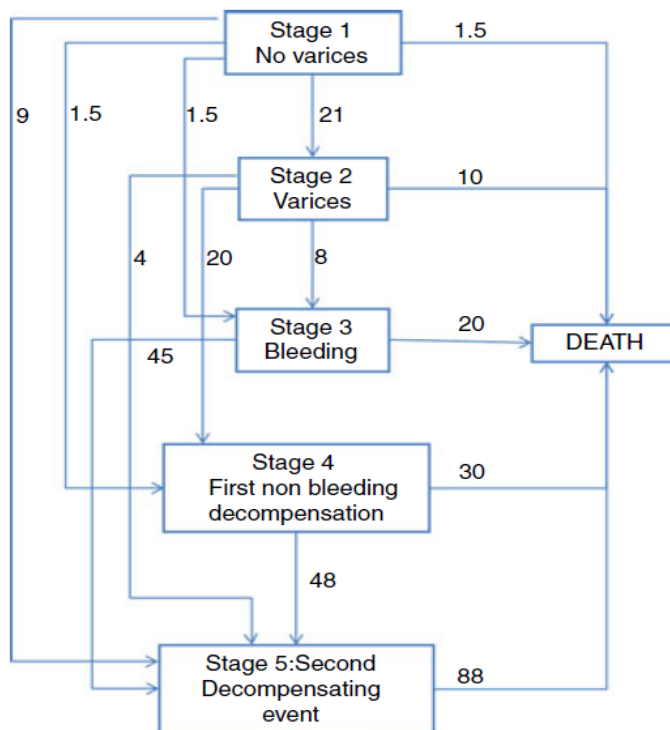 Stage 1
No varices
1.5
9
1.5
1.5
21
Stage 2
Varices
10
4
20
8
Stage 3
Bleeding
20
DEATH
45
Stage 4
First non bleeding
decompensation
30
48
Stage 5:Second
Decompensating
event
88